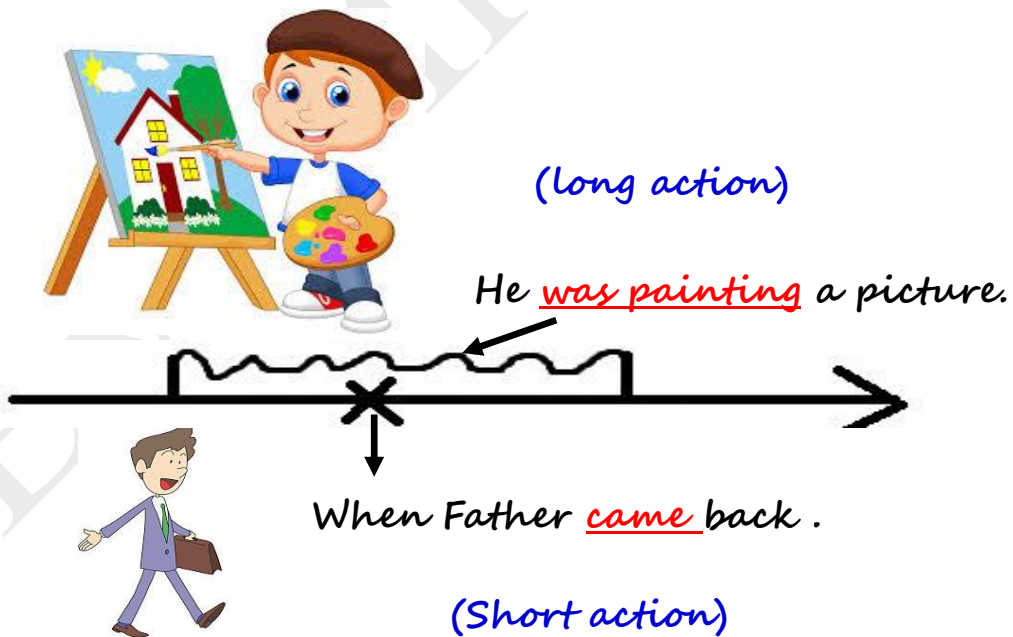 (long action)
He was painting a picture.
When Father came back .
(Short action)